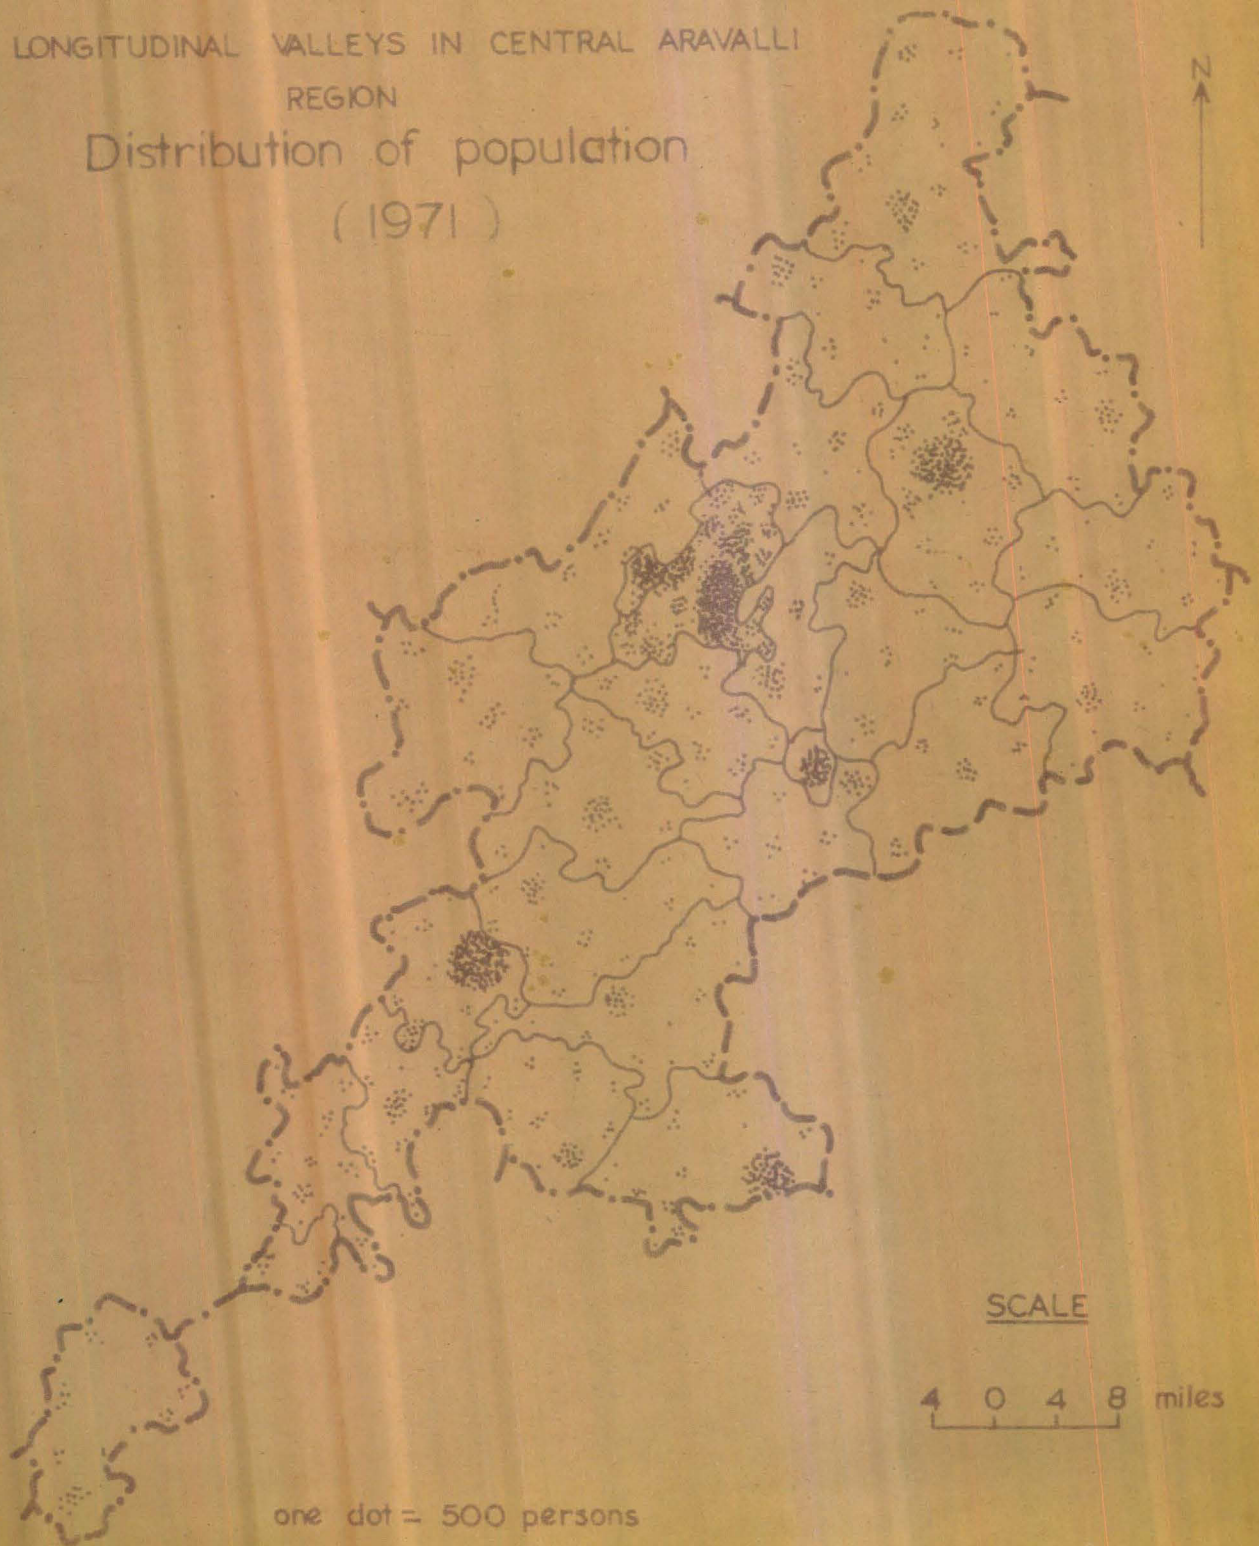 LONGITUDINAL VALLEYS IN CENTRAL ARAVALLI
REGION
Distribution of population
(1971)
N
SCALE
4 0 4 8 miles
one dot = 500 persons